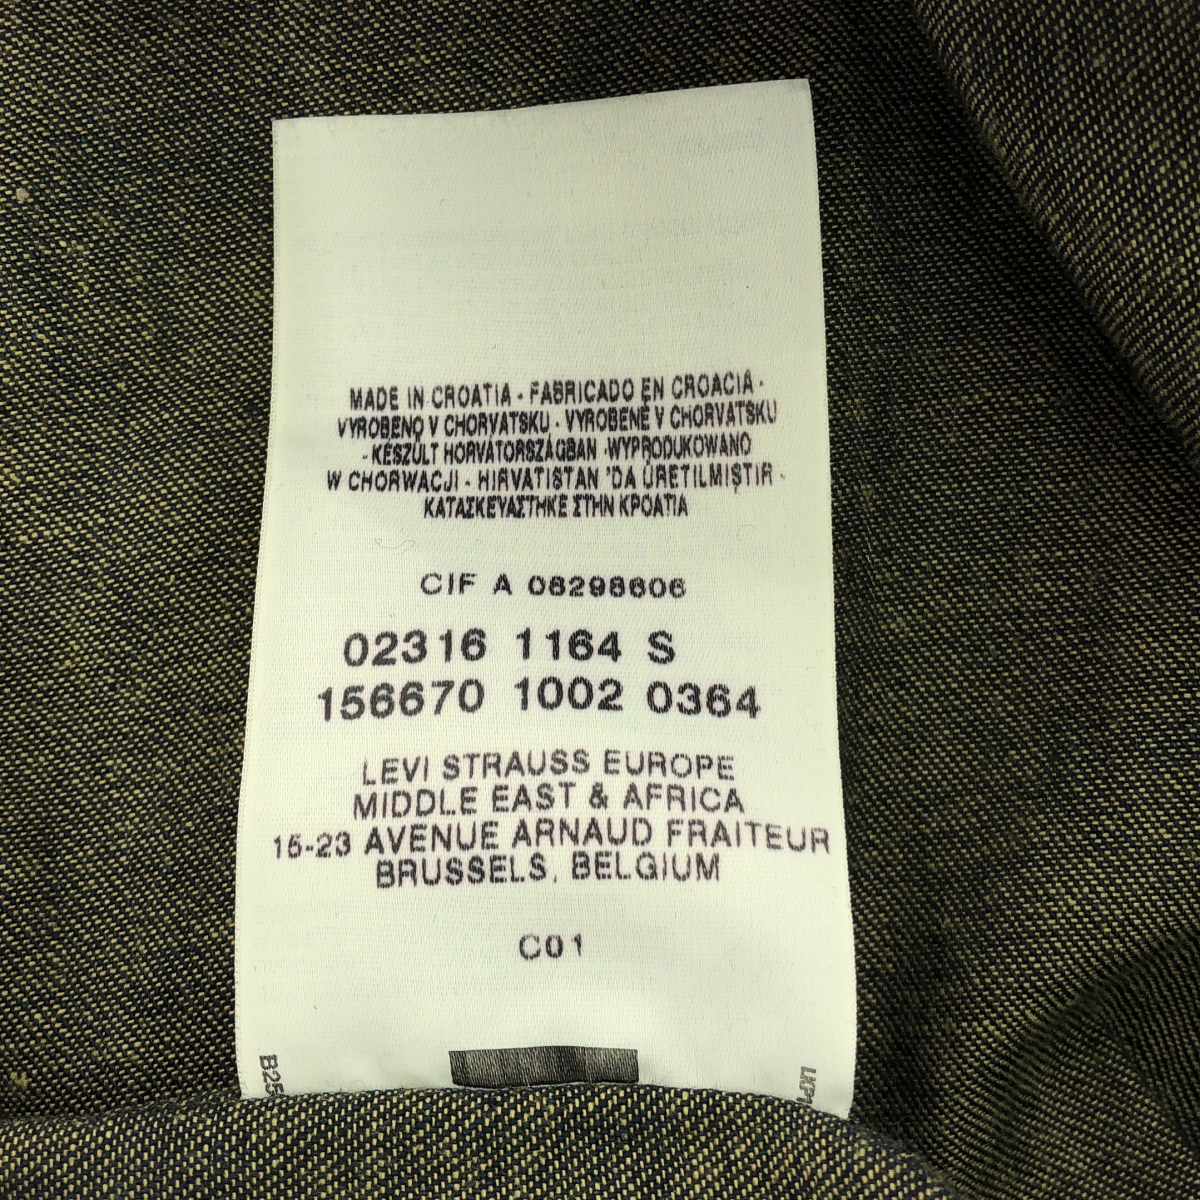 MADE IN CROATIA - FABRICADO EN CROACIA -
VYROBENO V CHORVATSKU - VYROBENÉ V CHORVATSKU
- KÉSZÜLT HORVÁTORSZÁGBAN - WYPRODUKOWANO
W CHORWACJI - HIRVATISTAN 'DA ÜRETILMIŞTIR -
ΚΑΤΑΣΚΕΥΑΣΤΗΚΕ ΣΤΗΝ ΚΡΟΑΤΙΑ
CIF A 08298606
02316 1164 S
156670 1002 0364
LEVI STRAUSS EUROPE
MIDDLE EAST & AFRICA
15-23 AVENUE ARNAUD FRAITEUR
BRUSSELS, BELGIUM
C01